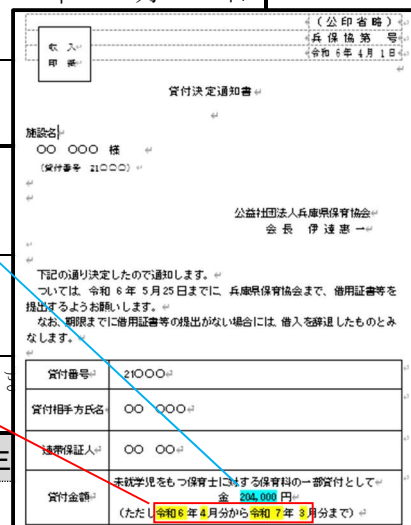 (公印省略)
兵保協第 号
令和6年4月1日
収 入
印 紙
貸付決定通知書
施設名
〇〇 〇〇〇 様
(貸付番号 21〇〇〇)
公益社団法人兵庫県保育協会
会 長 伊 達 惠 一
下記の通り決定したので通知します。
ついては、令和 6 年 5月25日までに 兵庫県保育協会まで、借用証書等を
提出するようお願いします。
なお、期限までに借用証書等の提出がない場合には、借入を辞退したものとみ
なします。
貸付番号 21〇〇〇
貸付相手方氏名 〇〇 〇〇〇
連帯保証人 〇〇 〇〇
未就学児をもつ保育士に対する保育料の一部貸付として
貸付金額 金 204,000 円
(ただし令和6 年 4月分から令和 7 年 3月分まで)